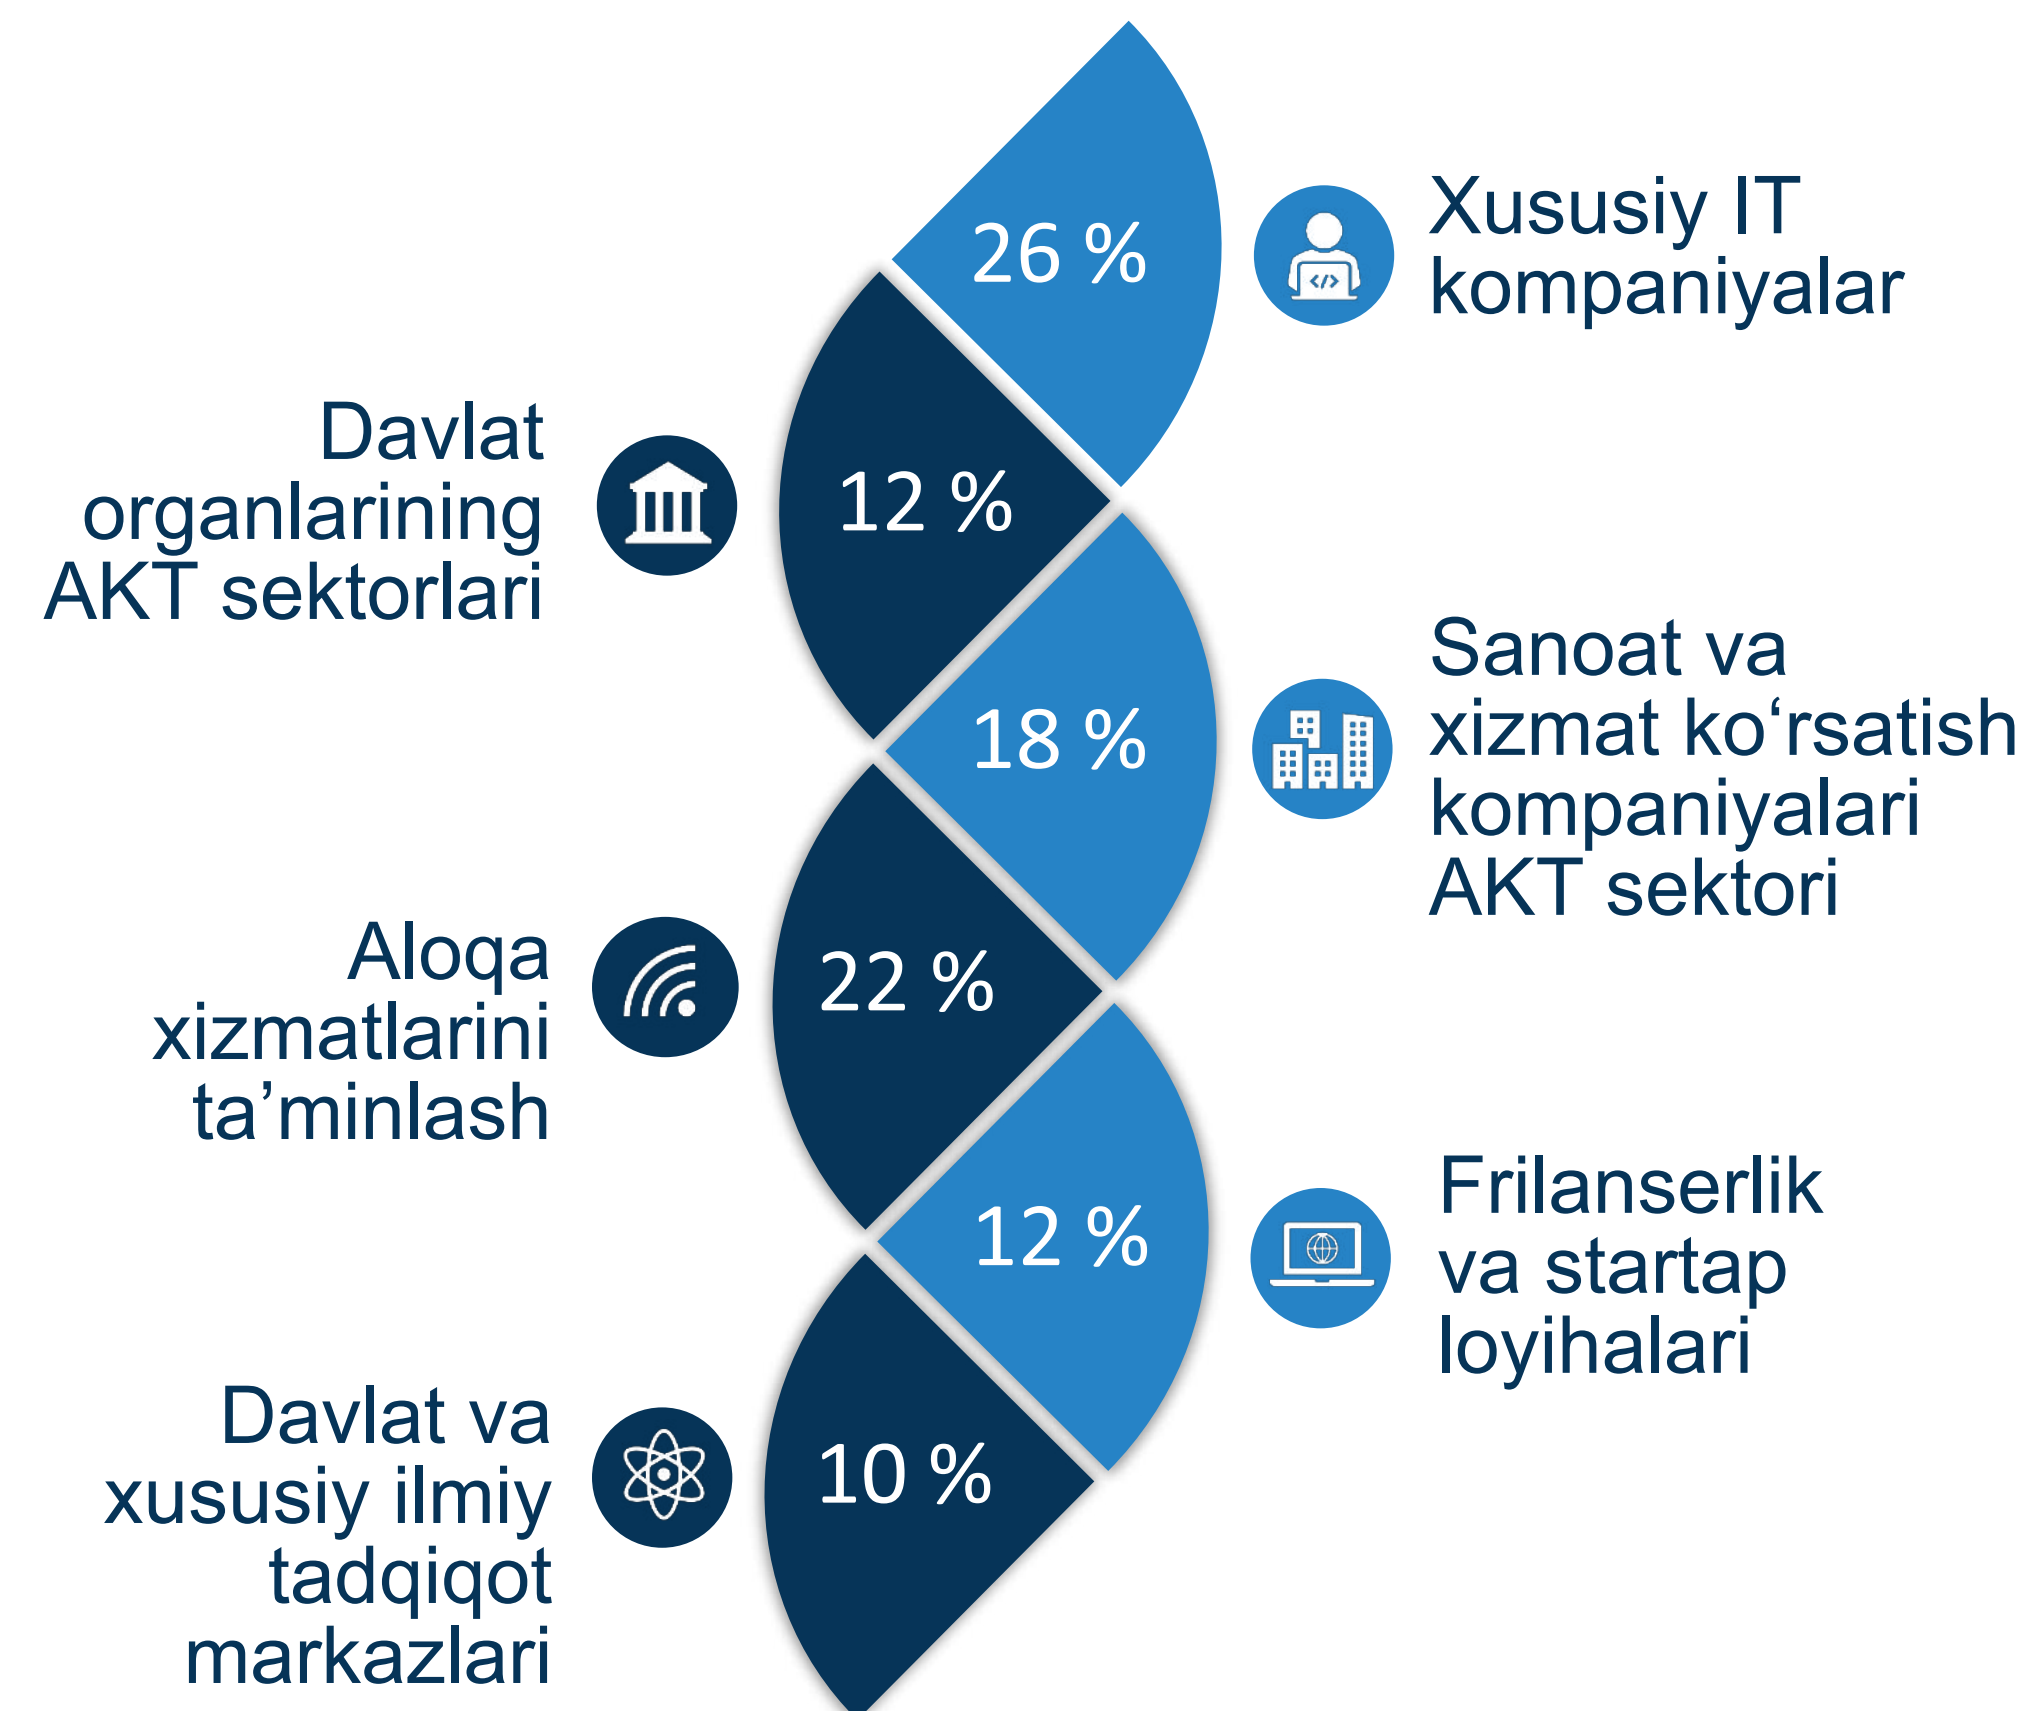 26 %
Xususiy IT
kompaniyalar
Davlat
organlarining
AKT sektorlari
12 %
18 %
Sanoat va
xizmat ko‘rsatish
kompaniyalari
AKT sektori
Aloqa
xizmatlarini
ta’minlash
22 %
12 %
Frilanserlik
va startap
loyihalari
Davlat va
xususiy ilmiy
tadqiqot
markazlari
10 %